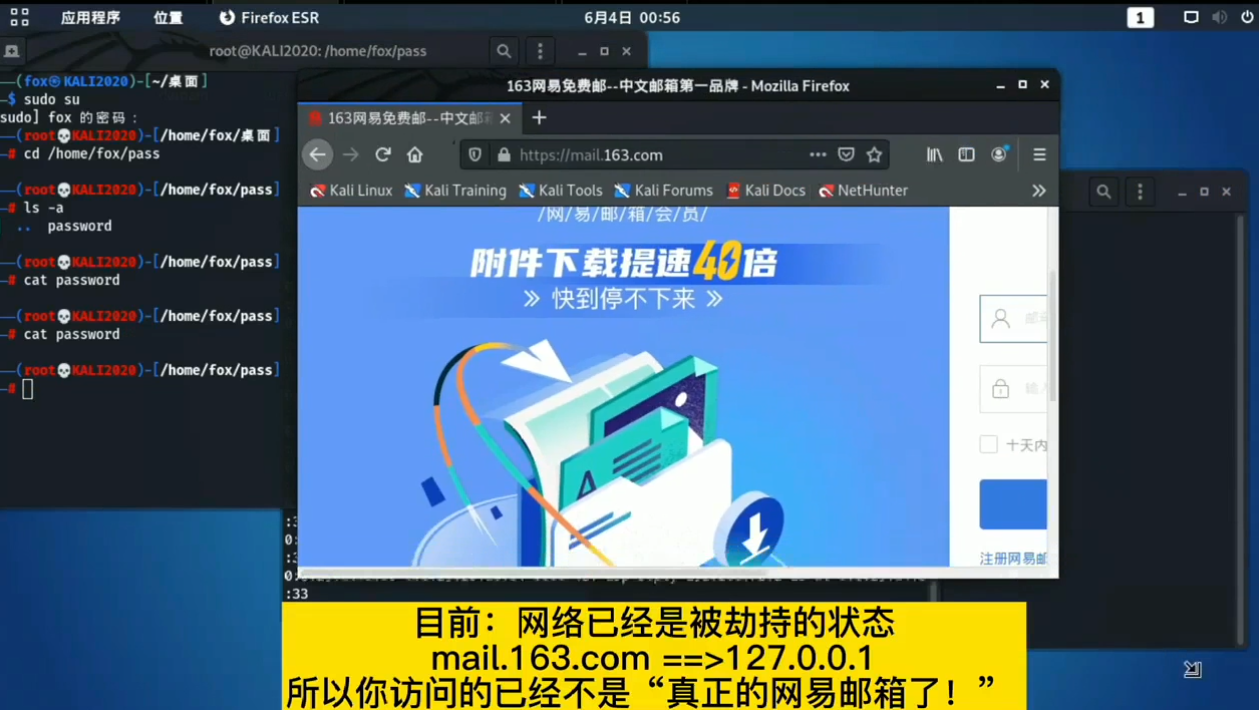 应用程序 位置 Firefox ESR 6月4日 00:56 1
root@KALI2020: /home/fox/pass
(fox㉿KALI2020)-[~/桌面]
$ sudo su
sudo] fox 的密码：
(root💀KALI2020)-[/home/fox/桌面]
# cd /home/fox/pass
(root💀KALI2020)-[/home/fox/pass]
# ls -a
.. password
(root💀KALI2020)-[/home/fox/pass]
# cat password
(root💀KALI2020)-[/home/fox/pass]
# cat password
(root💀KALI2020)-[/home/fox/pass]
#
163网易免费邮--中文邮箱第一品牌 - Mozilla Firefox
163网易免费邮--中文邮
https://mail.163.com
Kali Linux Kali Training Kali Tools Kali Forums Kali Docs NetHunter
/网/易/邮/箱/会/员/
附件下载提速40倍
快到停不下来
A
十天内
注册网易邮
:33
目前：网络已经是被劫持的状态
mail.163.com ==>127.0.0.1
所以你访问的已经不是“真正的网易邮箱了！”